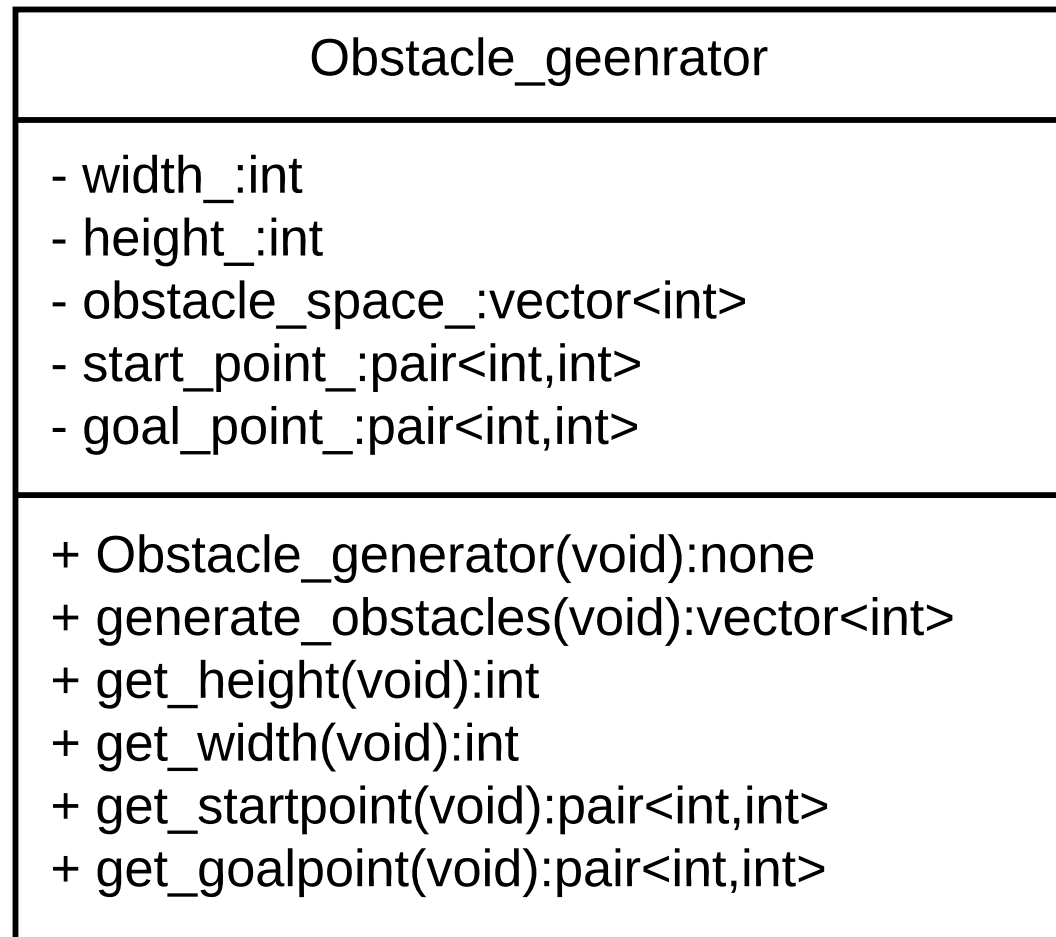 Obstacle_geenrator
- width_:int
- height_:int
- obstacle_space_:vector<int>
- start_point_:pair<int,int>
- goal_point_:pair<int,int>
+ Obstacle_generator(void):none
+ generate_obstacles(void):vector<int>
+ get_height(void):int
+ get_width(void):int
+ get_startpoint(void):pair<int,int>
+ get_goalpoint(void):pair<int,int>